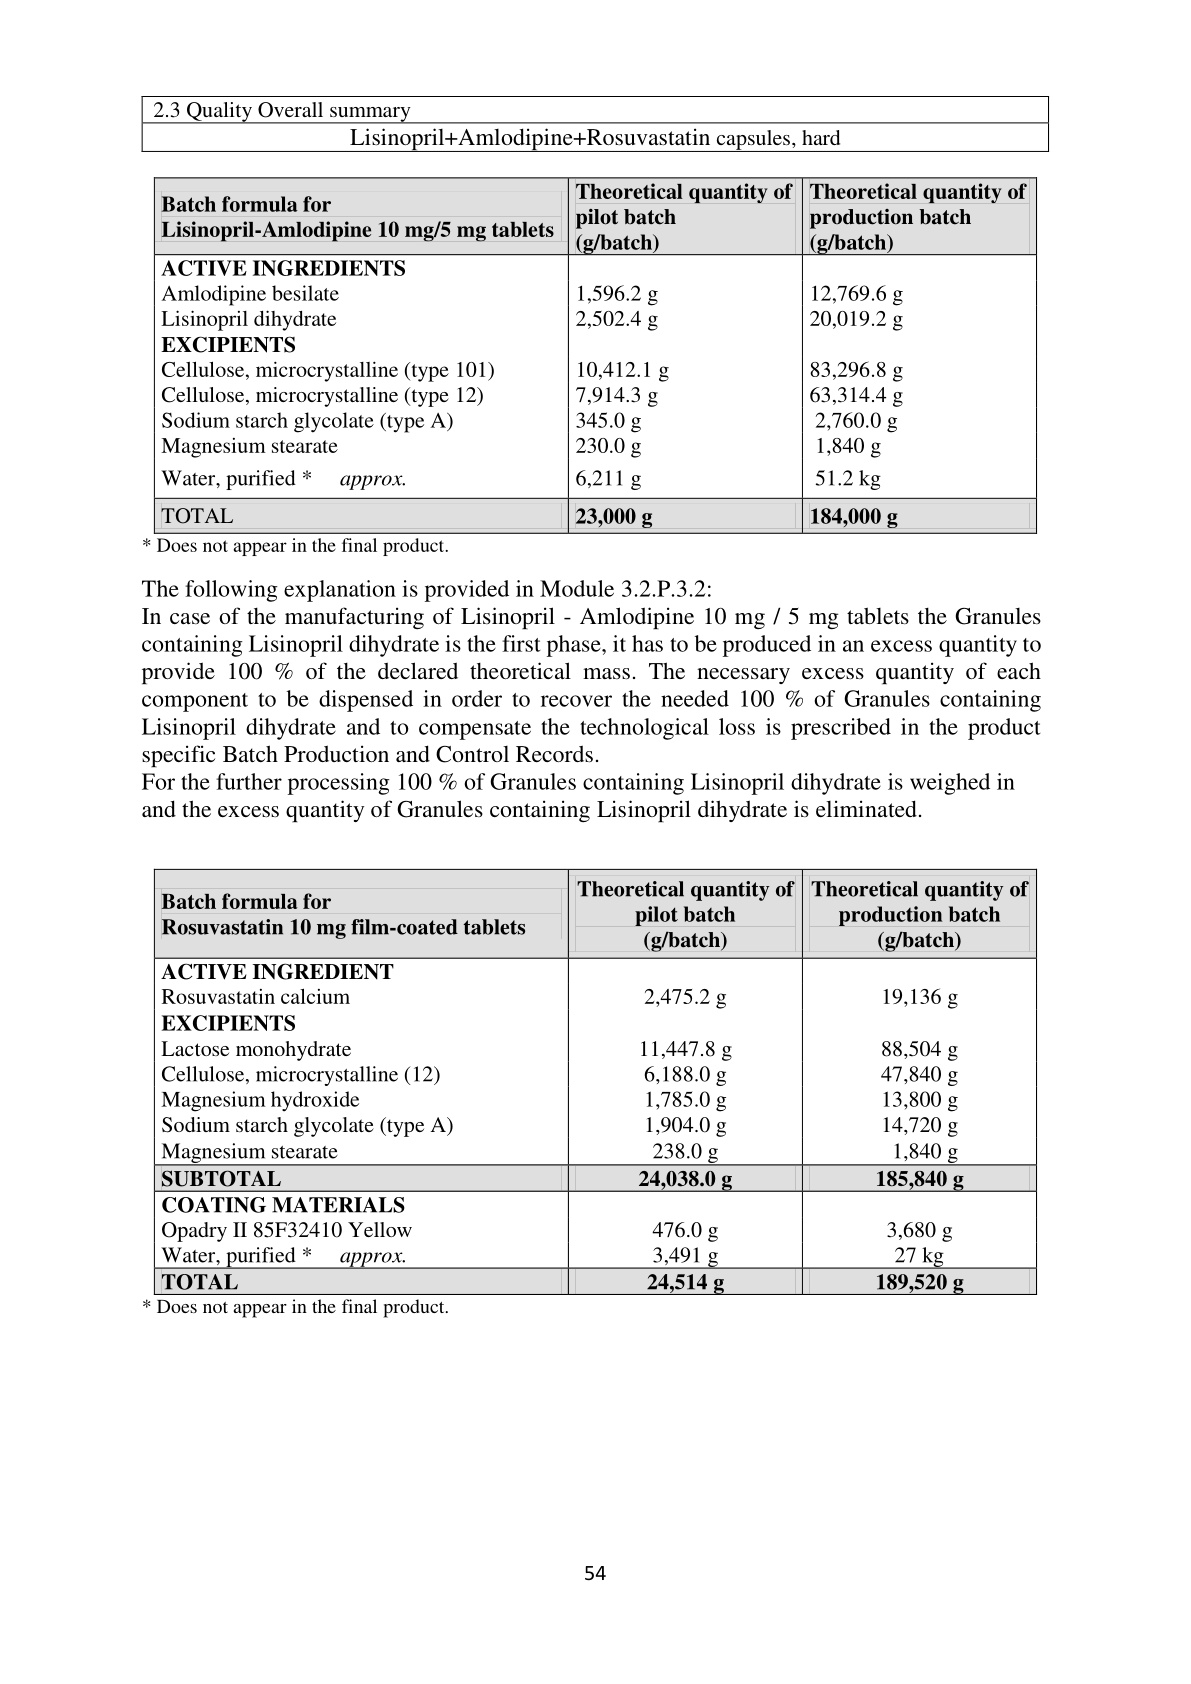 2.3 Quality Overall summary
Lisinopril+Amlodipine+Rosuvastatin capsules, hard
Batch formula for
Lisinopril-Amlodipine 10 mg/5 mg tablets
Theoretical quantity of
pilot batch
(g/batch)
Theoretical quantity of
production batch
(g/batch)
ACTIVE INGREDIENTS
Amlodipine besilate 1,596.2 g 12,769.6 g
Lisinopril dihydrate 2,502.4 g 20,019.2 g
EXCIPIENTS
Cellulose, microcrystalline (type 101) 10,412.1 g 83,296.8 g
Cellulose, microcrystalline (type 12) 7,914.3 g 63,314.4 g
Sodium starch glycolate (type A) 345.0 g 2,760.0 g
Magnesium stearate 230.0 g 1,840 g
Water, purified * approx. 6,211 g 51.2 kg
TOTAL 23,000 g 184,000 g
* Does not appear in the final product.
The following explanation is provided in Module 3.2.P.3.2:
In case of the manufacturing of Lisinopril - Amlodipine 10 mg / 5 mg tablets the Granules
containing Lisinopril dihydrate is the first phase, it has to be produced in an excess quantity to
provide 100 % of the declared theoretical mass. The necessary excess quantity of each
component to be dispensed in order to recover the needed 100 % of Granules containing
Lisinopril dihydrate and to compensate the technological loss is prescribed in the product
specific Batch Production and Control Records.
For the further processing 100 % of Granules containing Lisinopril dihydrate is weighed in
and the excess quantity of Granules containing Lisinopril dihydrate is eliminated.
Batch formula for
Rosuvastatin 10 mg film-coated tablets
Theoretical quantity of
pilot batch
(g/batch)
Theoretical quantity of
production batch
(g/batch)
ACTIVE INGREDIENT
Rosuvastatin calcium 2,475.2 g 19,136 g
EXCIPIENTS
Lactose monohydrate 11,447.8 g 88,504 g
Cellulose, microcrystalline (12) 6,188.0 g 47,840 g
Magnesium hydroxide 1,785.0 g 13,800 g
Sodium starch glycolate (type A) 1,904.0 g 14,720 g
Magnesium stearate 238.0 g 1,840 g
SUBTOTAL 24,038.0 g 185,840 g
COATING MATERIALS
Opadry II 85F32410 Yellow 476.0 g 3,680 g
Water, purified * approx. 3,491 g 27 kg
TOTAL 24,514 g 189,520 g
* Does not appear in the final product.
54